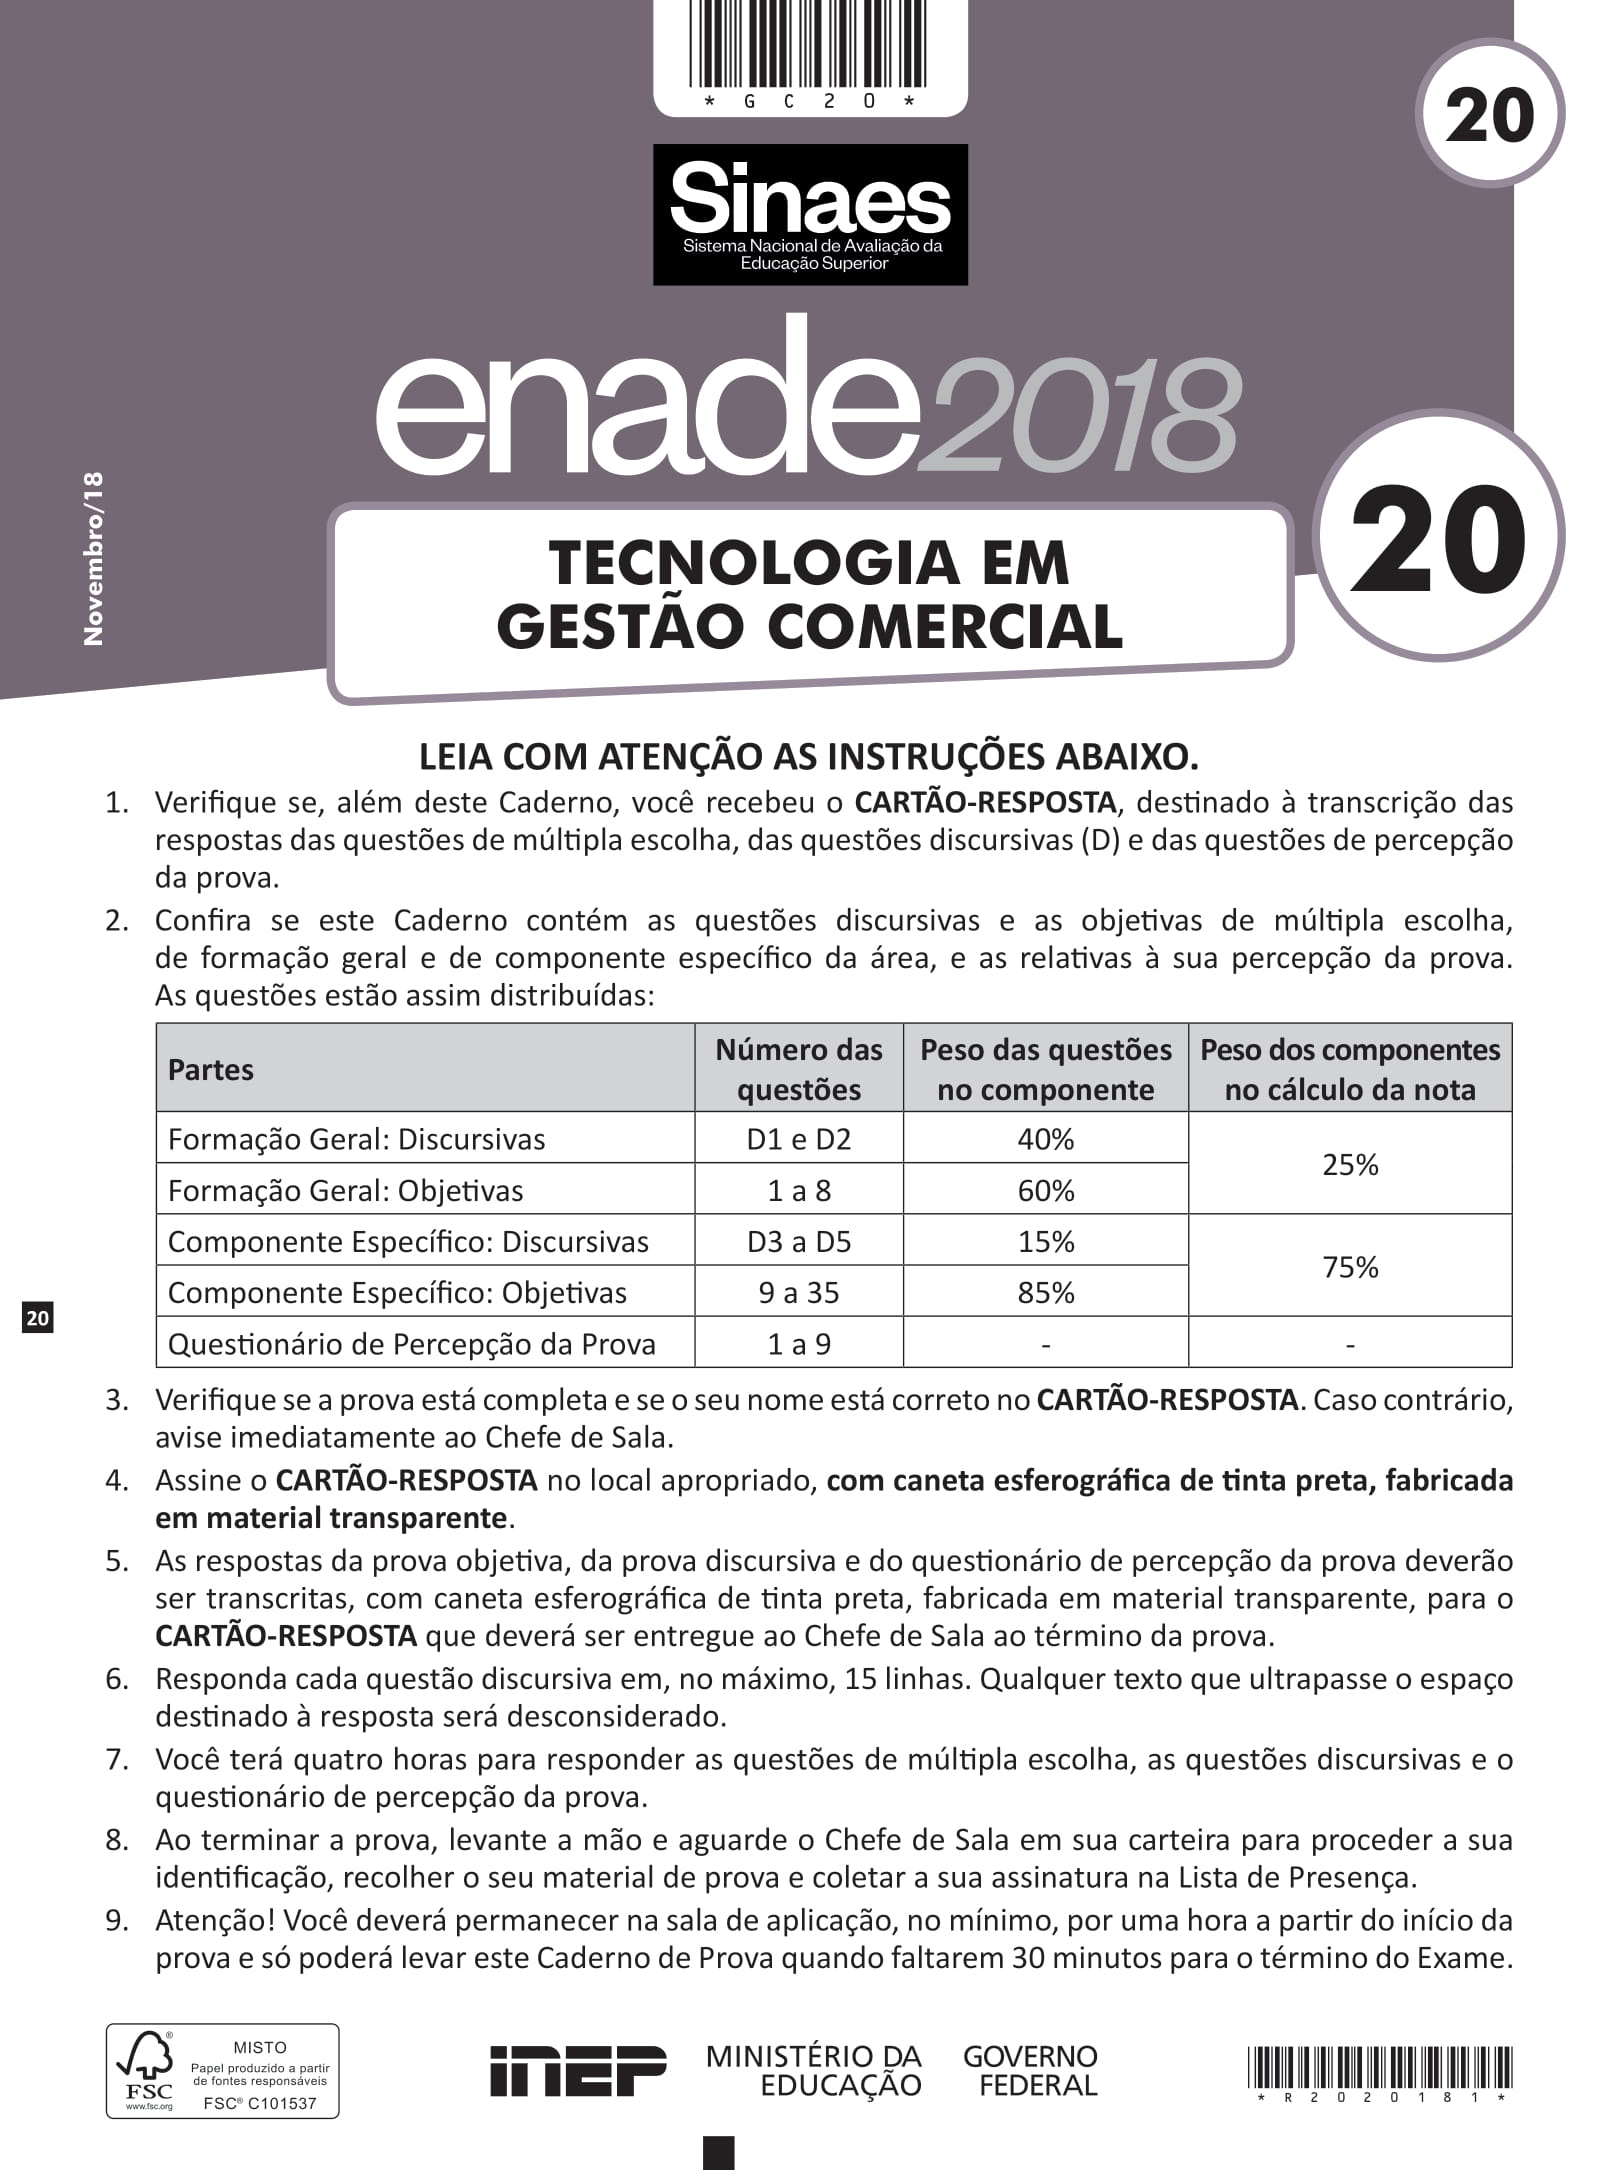 * G C 2 0 *
20
Sinaes
Sistema Nacional de Avaliação da
Educação Superior
enade2018
Novembro/18
TECNOLOGIA EM
GESTÃO COMERCIAL
20
LEIA COM ATENÇÃO AS INSTRUÇÕES ABAIXO.
1. Verifique se, além deste Caderno, você recebeu o CARTÃO-RESPOSTA, destinado à transcrição das
respostas das questões de múltipla escolha, das questões discursivas (D) e das questões de percepção
da prova.
2. Confira se este Caderno contém as questões discursivas e as objetivas de múltipla escolha,
de formação geral e de componente específico da área, e as relativas à sua percepção da prova.
As questões estão assim distribuídas:
Partes
Número das
questões
Peso das questões
no componente
Peso dos componentes
no cálculo da nota
Formação Geral: Discursivas D1 e D2 40%
25%
Formação Geral: Objetivas 1 a 8 60%
Componente Específico: Discursivas D3 a D5 15%
75%
Componente Específico: Objetivas 9 a 35 85%
Questionário de Percepção da Prova 1 a 9 - -
20
3. Verifique se a prova está completa e se o seu nome está correto no CARTÃO-RESPOSTA. Caso contrário,
avise imediatamente ao Chefe de Sala.
4. Assine o CARTÃO-RESPOSTA no local apropriado, com caneta esferográfica de tinta preta, fabricada
em material transparente.
5. As respostas da prova objetiva, da prova discursiva e do questionário de percepção da prova deverão
ser transcritas, com caneta esferográfica de tinta preta, fabricada em material transparente, para o
CARTÃO-RESPOSTA que deverá ser entregue ao Chefe de Sala ao término da prova.
6. Responda cada questão discursiva em, no máximo, 15 linhas. Qualquer texto que ultrapasse o espaço
destinado à resposta será desconsiderado.
7. Você terá quatro horas para responder as questões de múltipla escolha, as questões discursivas e o
questionário de percepção da prova.
8. Ao terminar a prova, levante a mão e aguarde o Chefe de Sala em sua carteira para proceder a sua
identificação, recolher o seu material de prova e coletar a sua assinatura na Lista de Presença.
9. Atenção! Você deverá permanecer na sala de aplicação, no mínimo, por uma hora a partir do início da
prova e só poderá levar este Caderno de Prova quando faltarem 30 minutos para o término do Exame.
®
FSC
www.fsc.org
MISTO
Papel produzido a partir
de fontes responsáveis
FSC® C101537
INEP
MINISTÉRIO DA
EDUCAÇÃO
GOVERNO
FEDERAL
* R 2 0 2 0 1 8 1 *